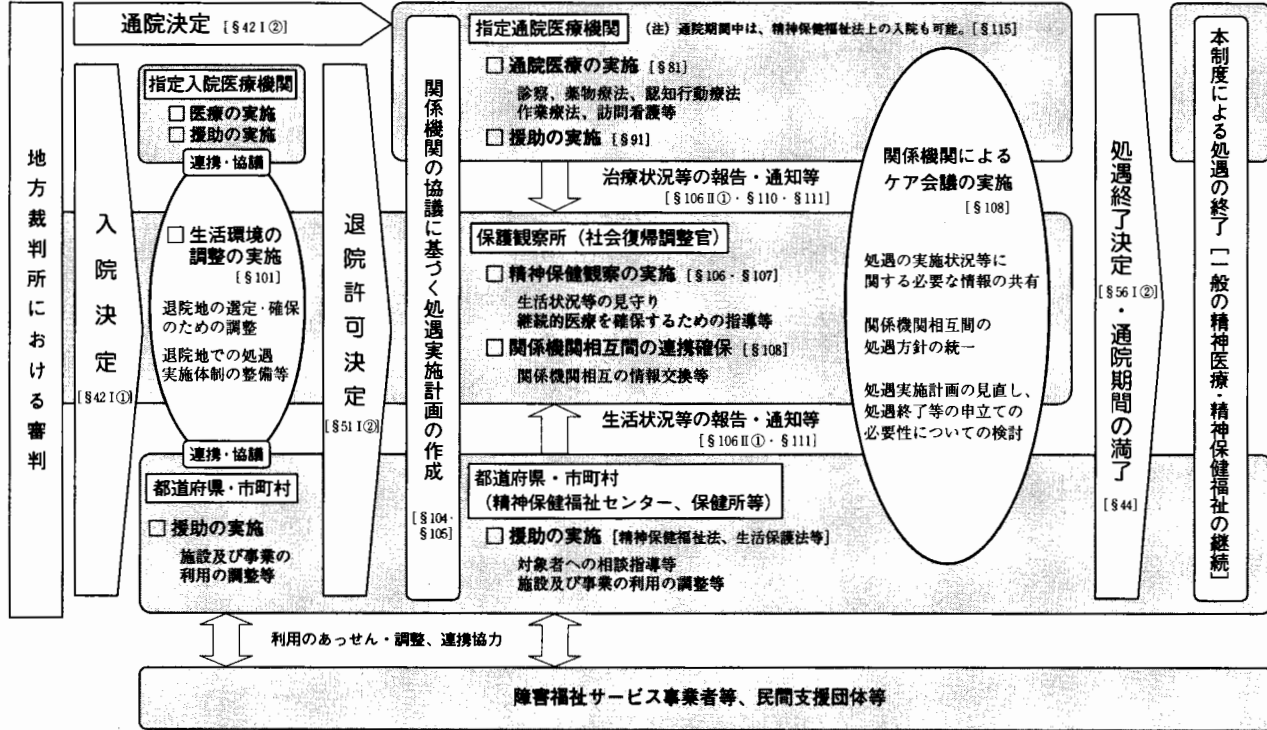 地方裁判所における審判
通院決定 [§42Ⅰ②]
入院決定
[§42Ⅰ①]
指定入院医療機関
□ 医療の実施
□ 援助の実施
連携・協議
□ 生活環境の
調整の実施
[§101]
退院地の選定・確保
のための調整
退院地での処遇
実施体制の整備等
連携・協議
都道府県・市町村
□ 援助の実施
施設及び事業の
利用の調整等
退院許可決定
[§51Ⅰ②]
関係機関の協議に基づく処遇実施計画の作成
[§104・
§105]
指定通院医療機関
(注) 通院期間中は、精神保健福祉法上の入院も可能。[§115]
□ 通院医療の実施 [§81]
診察、薬物療法、認知行動療法
作業療法、訪問看護等
□ 援助の実施 [§91]
治療状況等の報告・通知等
[§106Ⅱ①・§110・§111]
保護観察所(社会復帰調整官)
□ 精神保健観察の実施 [§106・§107]
生活状況等の見守り
継続的医療を確保するための指導等
□ 関係機関相互間の連携確保 [§108]
関係機関相互の情報交換等
生活状況等の報告・通知等
[§106Ⅱ①・§111]
都道府県・市町村
(精神保健福祉センター、保健所等)
□ 援助の実施 [精神保健福祉法、生活保護法等]
対象者への相談指導等
施設及び事業の利用の調整等
関係機関による
ケア会議の実施
[§108]
処遇の実施状況等に
関する必要な情報の共有
関係機関相互間の
処遇方針の統一
処遇実施計画の見直し、
処遇終了等の申立ての
必要性についての検討
処遇終了決定・通院期間の満了
[§56Ⅰ②]
[§44]
本制度による処遇の終了[一般の精神医療・精神保健福祉の継続]
利用のあっせん・調整、連携協力
障害福祉サービス事業者等、民間支援団体等